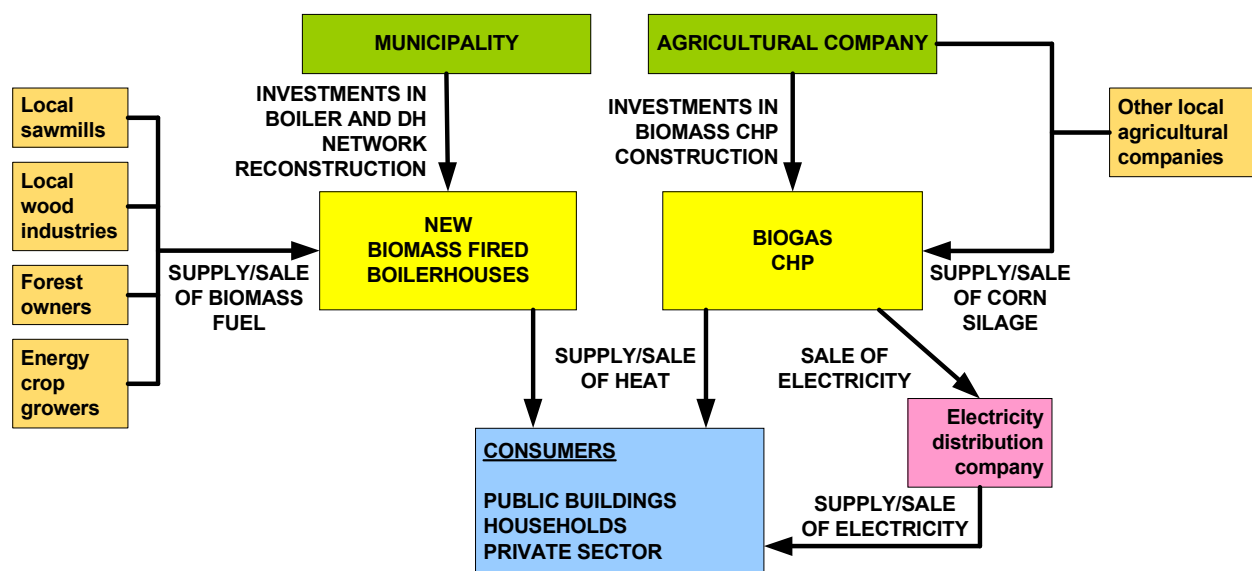 MUNICIPALITY
AGRICULTURAL COMPANY
INVESTMENTS IN
BOILER AND DH
NETWORK
RECONSTRUCTION
INVESTMENTS IN
BIOMASS CHP
CONSTRUCTION
Local
sawmills
Local
wood
industries
Forest
owners
Energy
crop
growers
Other local
agricultural
companies
SUPPLY/SALE
OF BIOMASS
FUEL
NEW
BIOMASS FIRED
BOILERHOUSES
BIOGAS
CHP
SUPPLY/SALE
OF CORN
SILAGE
SUPPLY/SALE
OF HEAT
SALE OF
ELECTRICITY
Electricity
distribution
company
CONSUMERS
PUBLIC BUILDINGS
HOUSEHOLDS
PRIVATE SECTOR
SUPPLY/SALE
OF ELECTRICITY